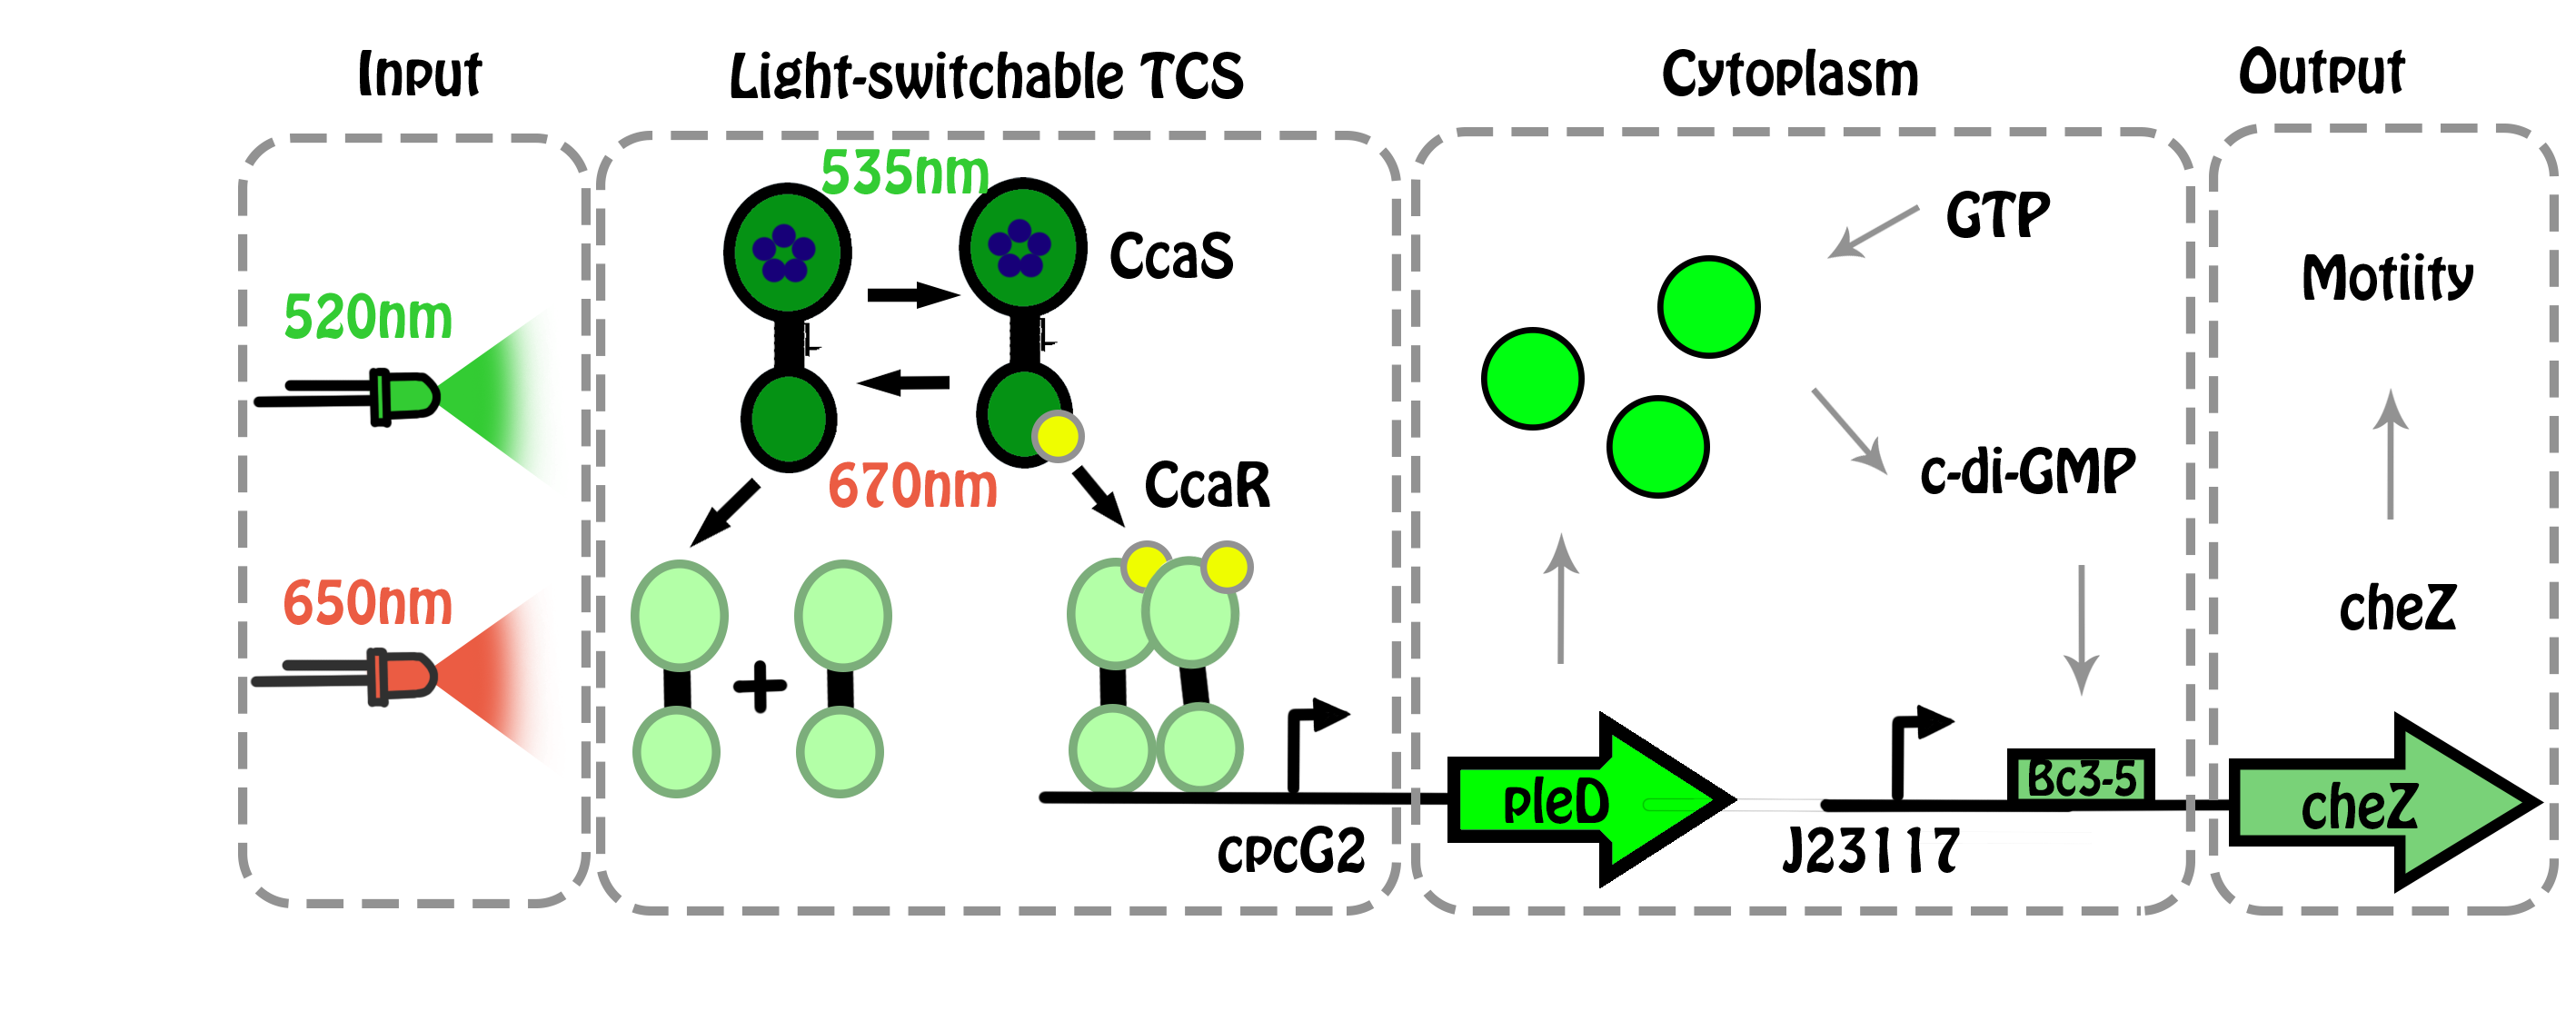 Input
Light-switchable TCS
Cytoplasm
Output
520nm
650nm
535nm
CcaS
670nm
CcaR
cpcG2
GTP
c-di-GMP
pleD
J23117
Bc3-5
Motiity
cheZ
cheZ